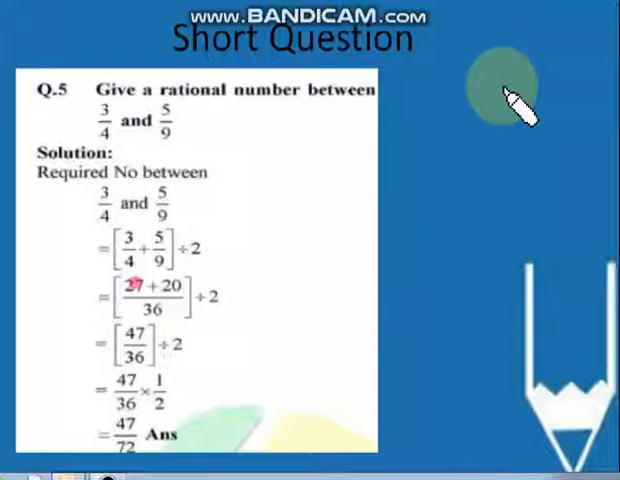 www.BANDICAM.com
Short Question
Q.5 Give a rational number between
3/4 and 5/9
Solution:
Required No between
3/4 and 5/9
= [3/4 + 5/9] ÷ 2
= [27 + 20 / 36] ÷ 2
= [47/36] ÷ 2
= 47/36 × 1/2
= 47/72 Ans